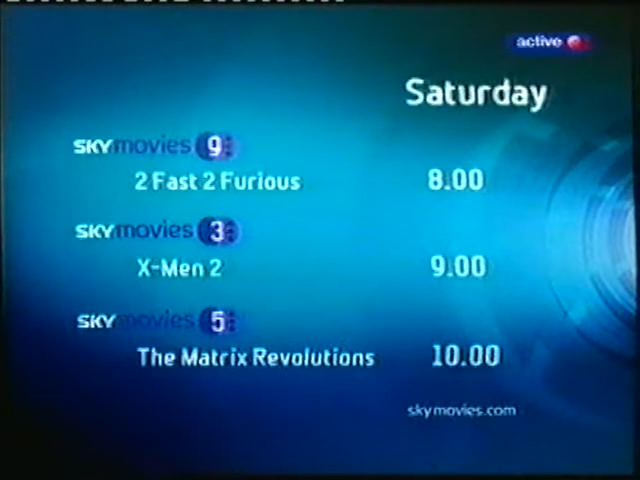 active
Saturday
SKYmovies 9
2 Fast 2 Furious 8.00
SKYmovies 3
X-Men 2 9.00
SKYmovies 5
The Matrix Revolutions 10.00
skymovies.com